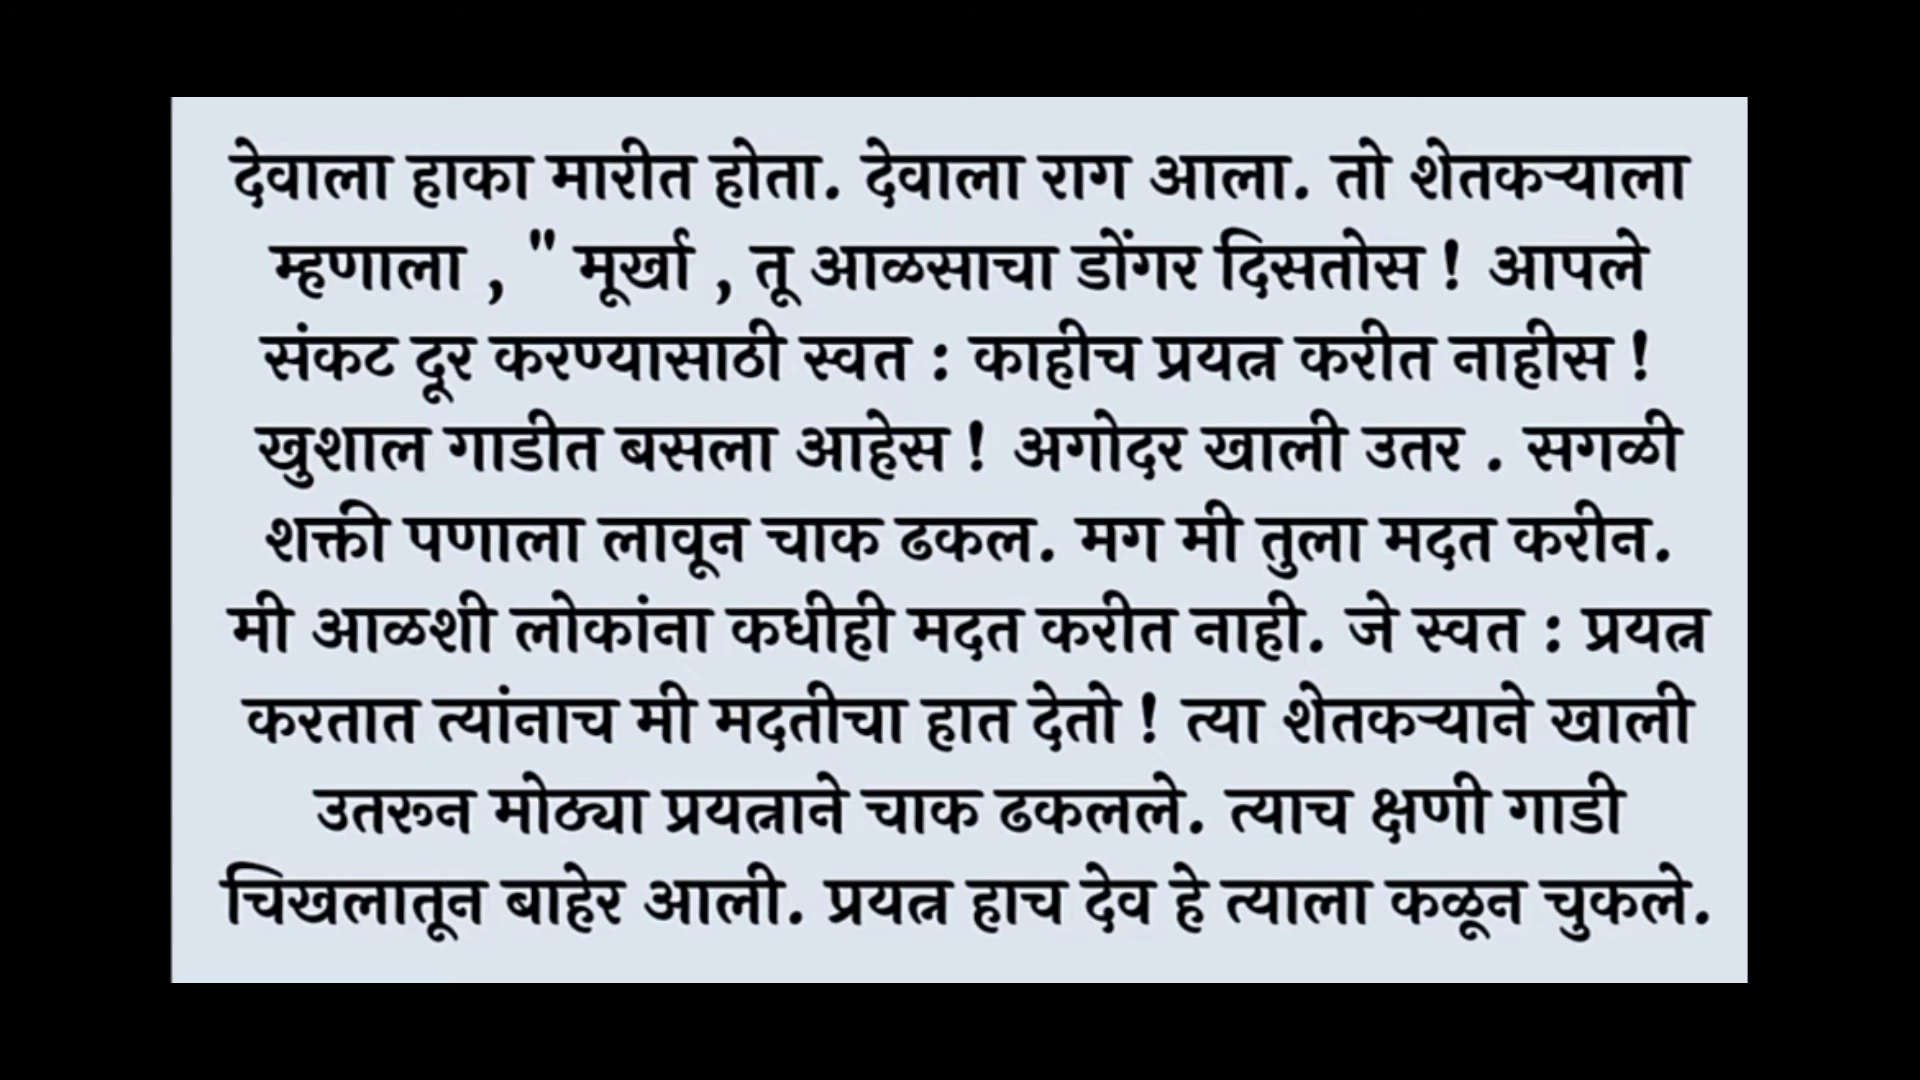 देवाला हाका मारीत होता. देवाला राग आला. तो शेतकऱ्याला
म्हणाला , " मूर्खा , तू आळसाचा डोंगर दिसतोस ! आपले
संकट दूर करण्यासाठी स्वत : काहीच प्रयत्न करीत नाहीस !
खुशाल गाडीत बसला आहेस ! अगोदर खाली उतर . सगळी
शक्ती पणाला लावून चाक ढकल. मग मी तुला मदत करीन.
मी आळशी लोकांना कधीही मदत करीत नाही. जे स्वत : प्रयत्न
करतात त्यांनाच मी मदतीचा हात देतो ! त्या शेतकऱ्याने खाली
उतरून मोठ्या प्रयत्नाने चाक ढकलले. त्याच क्षणी गाडी
चिखलातून बाहेर आली. प्रयत्न हाच देव हे त्याला कळून चुकले.